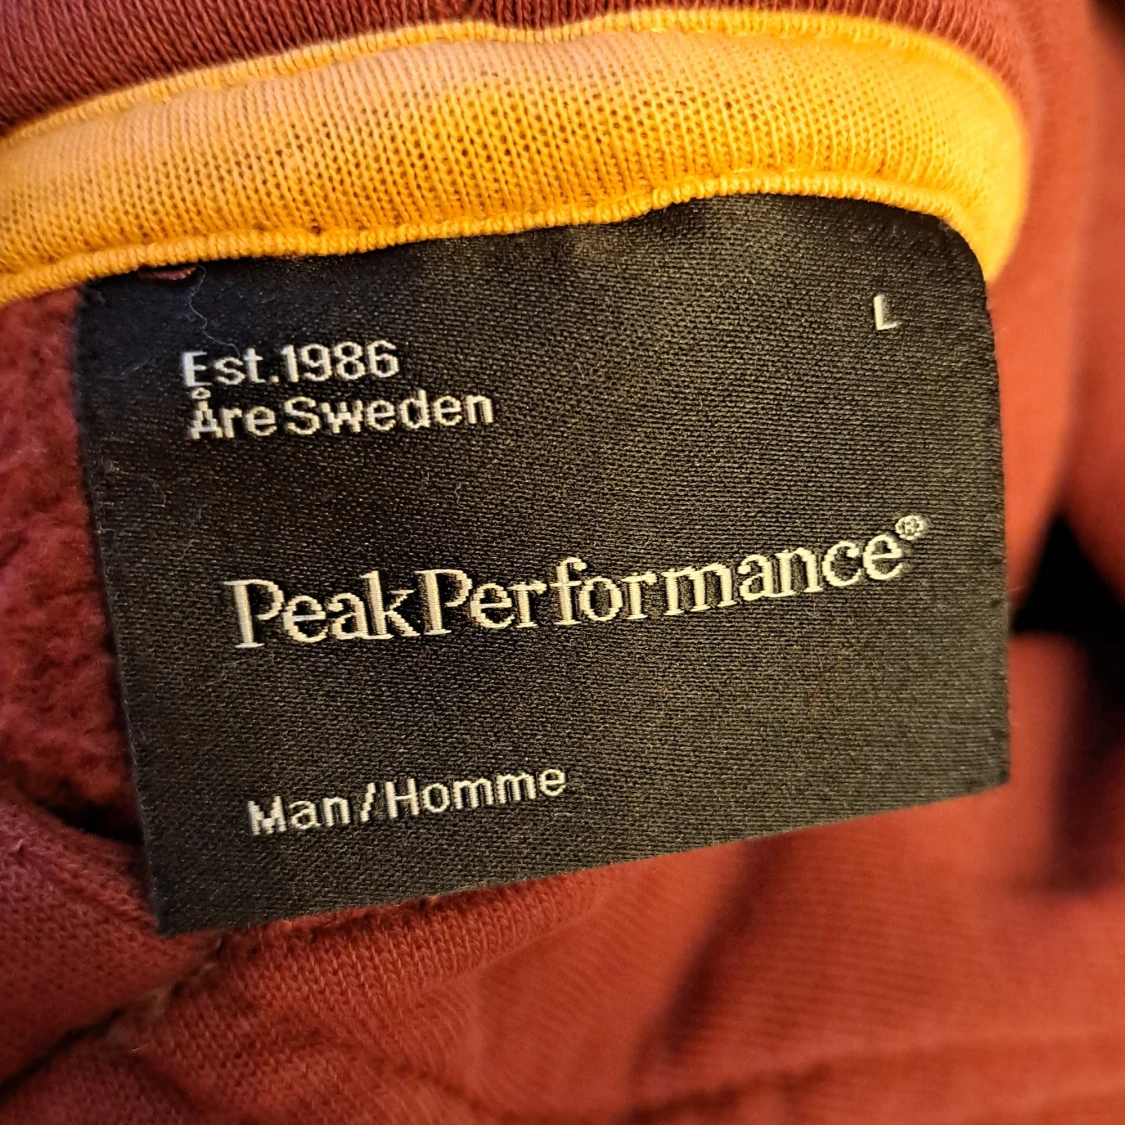 L
Est.1986
Åre Sweden
PeakPerformance®
Man/Homme